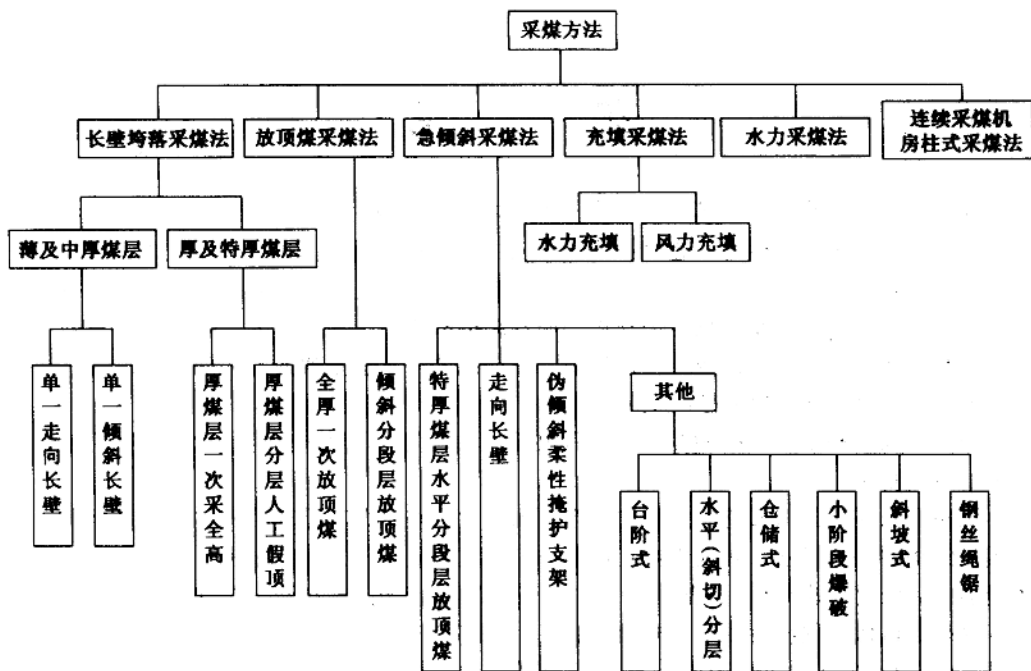 采煤方法
长壁垮落采煤法
放顶煤采煤法
急倾斜采煤法
充填采煤法
水力采煤法
连续采煤机
房柱式采煤法
薄及中厚煤层
厚及特厚煤层
水力充填
风力充填
单一走向长壁
单一倾斜长壁
厚煤层一次采全高
厚煤层分层人工假顶
全厚一次放顶煤
倾斜分段层放顶煤
特厚煤层水平分段层放顶煤
走向长壁
伪倾斜柔性掩护支架
其他
台阶式
水平(斜切)分层
仓储式
小阶段爆破
斜坡式
钢丝绳锯